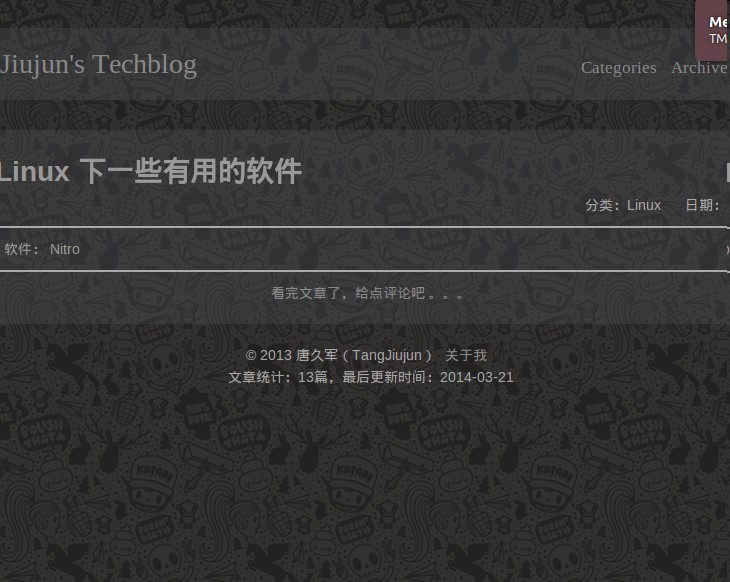 Jiujun's Techblog
Categories Archive
Linux 下一些有用的软件
分类：Linux 日期：
软件： Nitro
看完文章了，给点评论吧 。。。
© 2013 唐久军 ( TangJiujun ) 关于我
文章统计：13篇，最后更新时间：2014-03-21
Me
TM